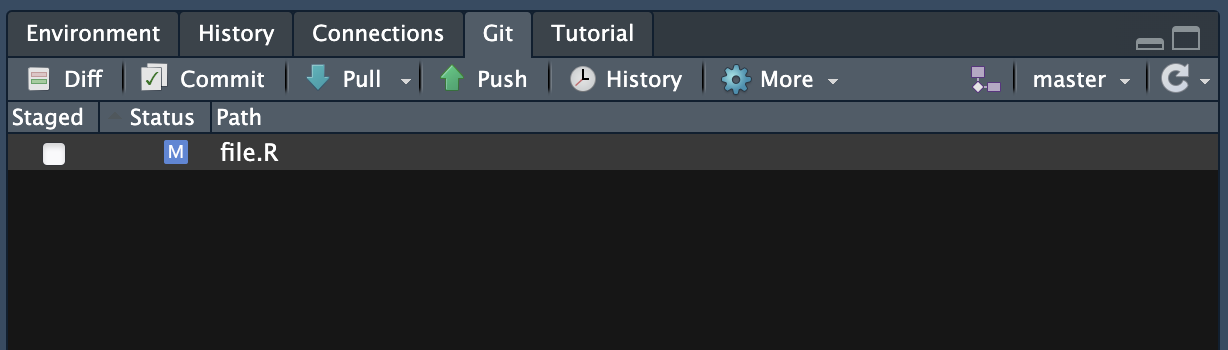 Environment History Connections Git Tutorial
Diff Commit Pull Push History More master
Staged Status Path
M file.R